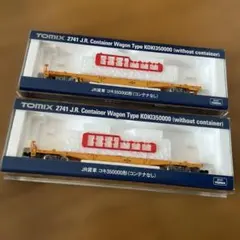 TOMIX 2741 J.R. Container Wagon Type KOKI350000 (without container)
JR貨車 コキ350000形(コンテナなし)
TOMIX 2741 J.R. Container Wagon Type KOKI350000 (without container)
JR貨車 コキ350000形(コンテナなし)